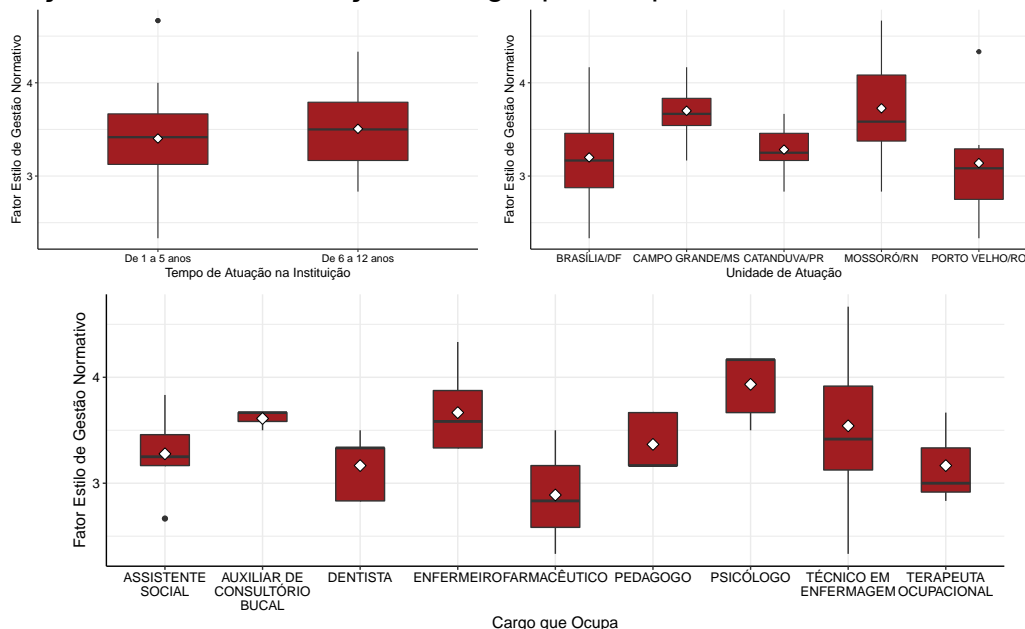 Fator Estilo de Gestão Normativo
4
3
De 1 a 5 anos
De 6 a 12 anos
Tempo de Atuação na Instituição
Fator Estilo de Gestão Normativo
4
3
BRASÍLIA/DF
CAMPO GRANDE/MS
CATANDUVA/PR
MOSSORÓ/RN
PORTO VELHO/RO
Unidade de Atuação
Fator Estilo de Gestão Normativo
4
3
ASSISTENTE
SOCIAL
AUXILIAR DE
CONSULTÓRIO
BUCAL
DENTISTA
ENFERMEIRO
FARMACÊUTICO
PEDAGOGO
PSICÓLOGO
TÉCNICO EM
ENFERMAGEM
TERAPEUTA
OCUPACIONAL
Cargo que Ocupa